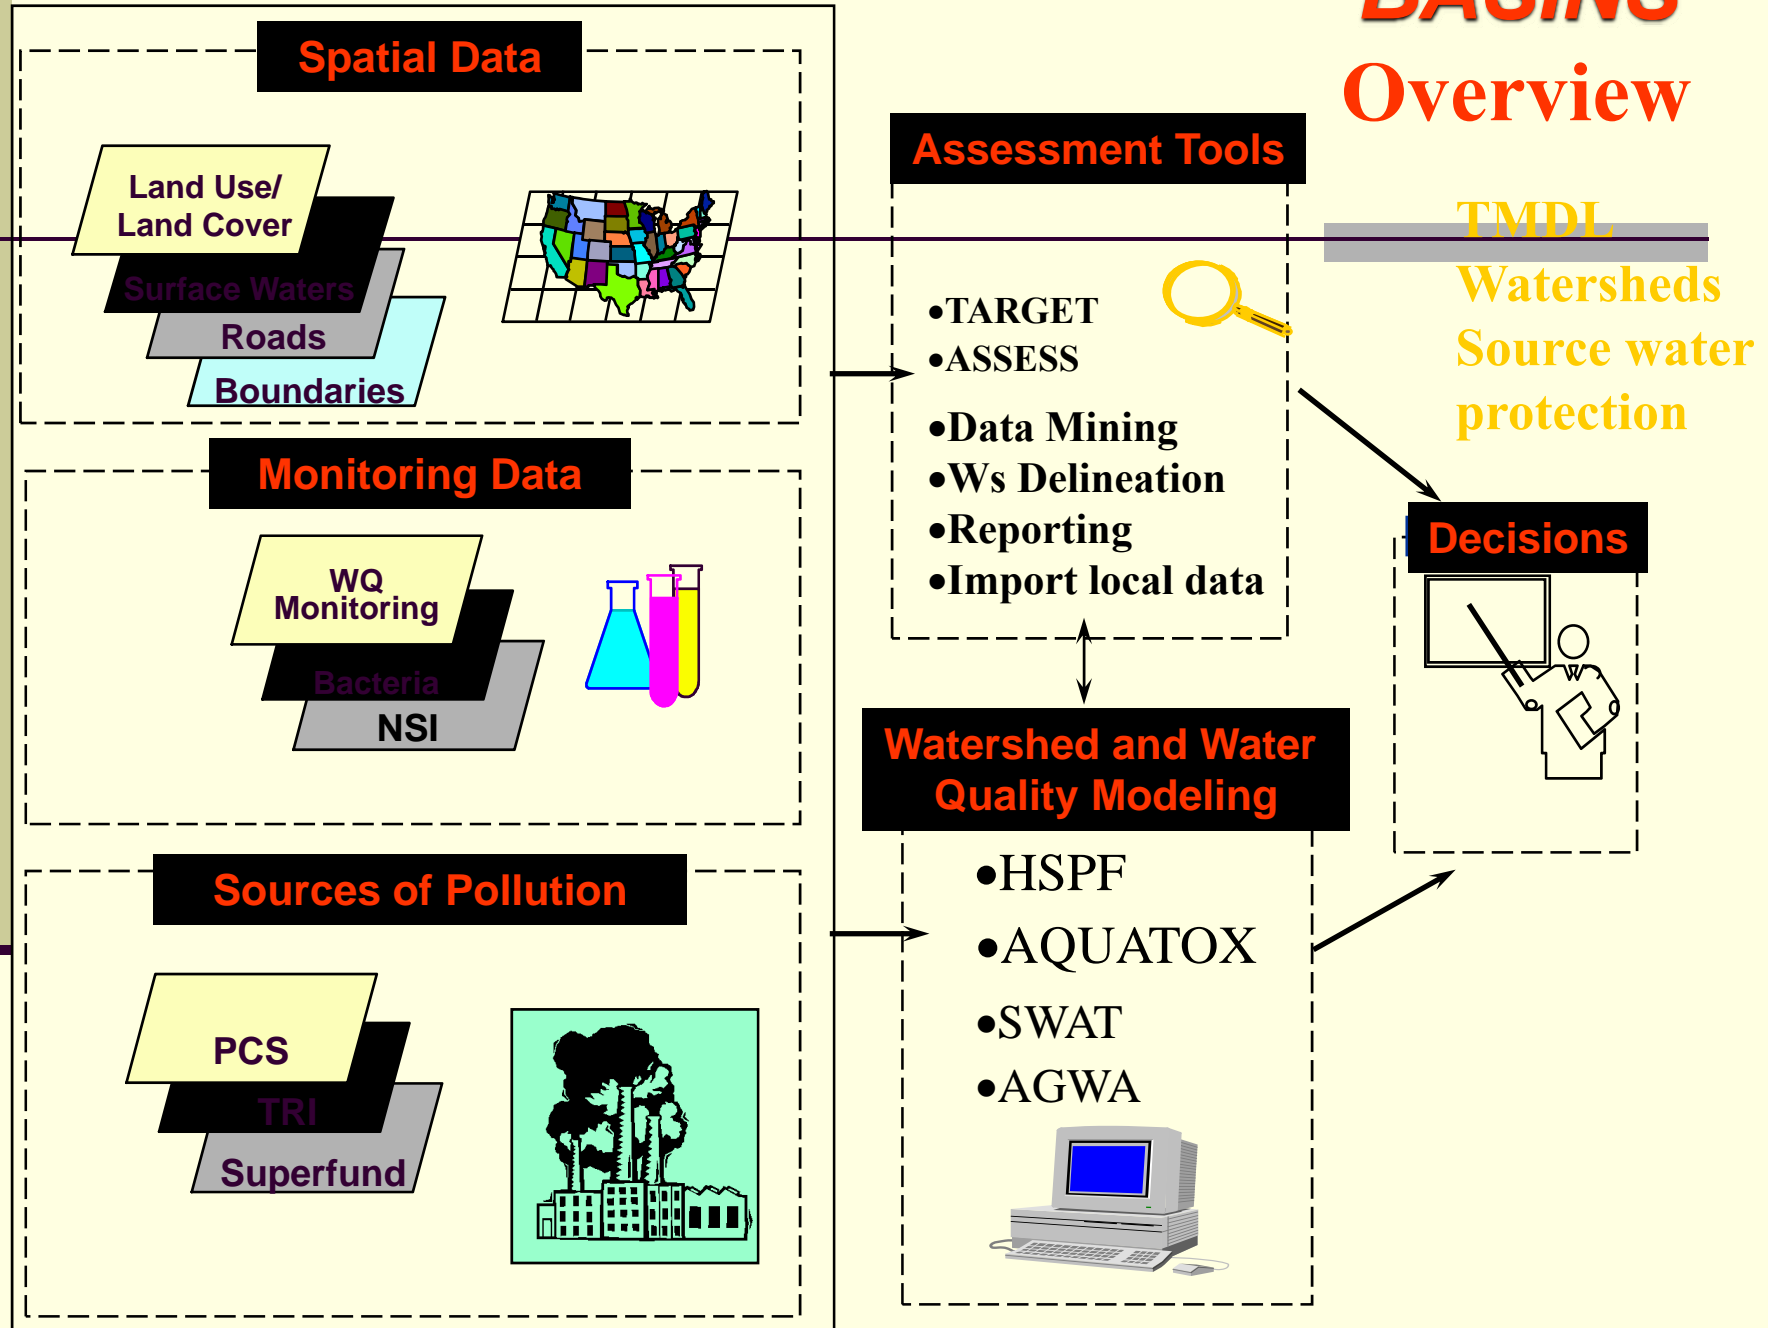 BASINS
Overview
Spatial Data
Land Use/
Land Cover
Surface Waters
Roads
Boundaries
Monitoring Data
WQ
Monitoring
Bacteria
NSI
Sources of Pollution
PCS
TRI
Superfund
Assessment Tools
•TARGET
•ASSESS
•Data Mining
•Ws Delineation
•Reporting
•Import local data
Watershed and Water
Quality Modeling
•HSPF
•AQUATOX
•SWAT
•AGWA
TMDL
Watersheds
Source water
protection
Decisions